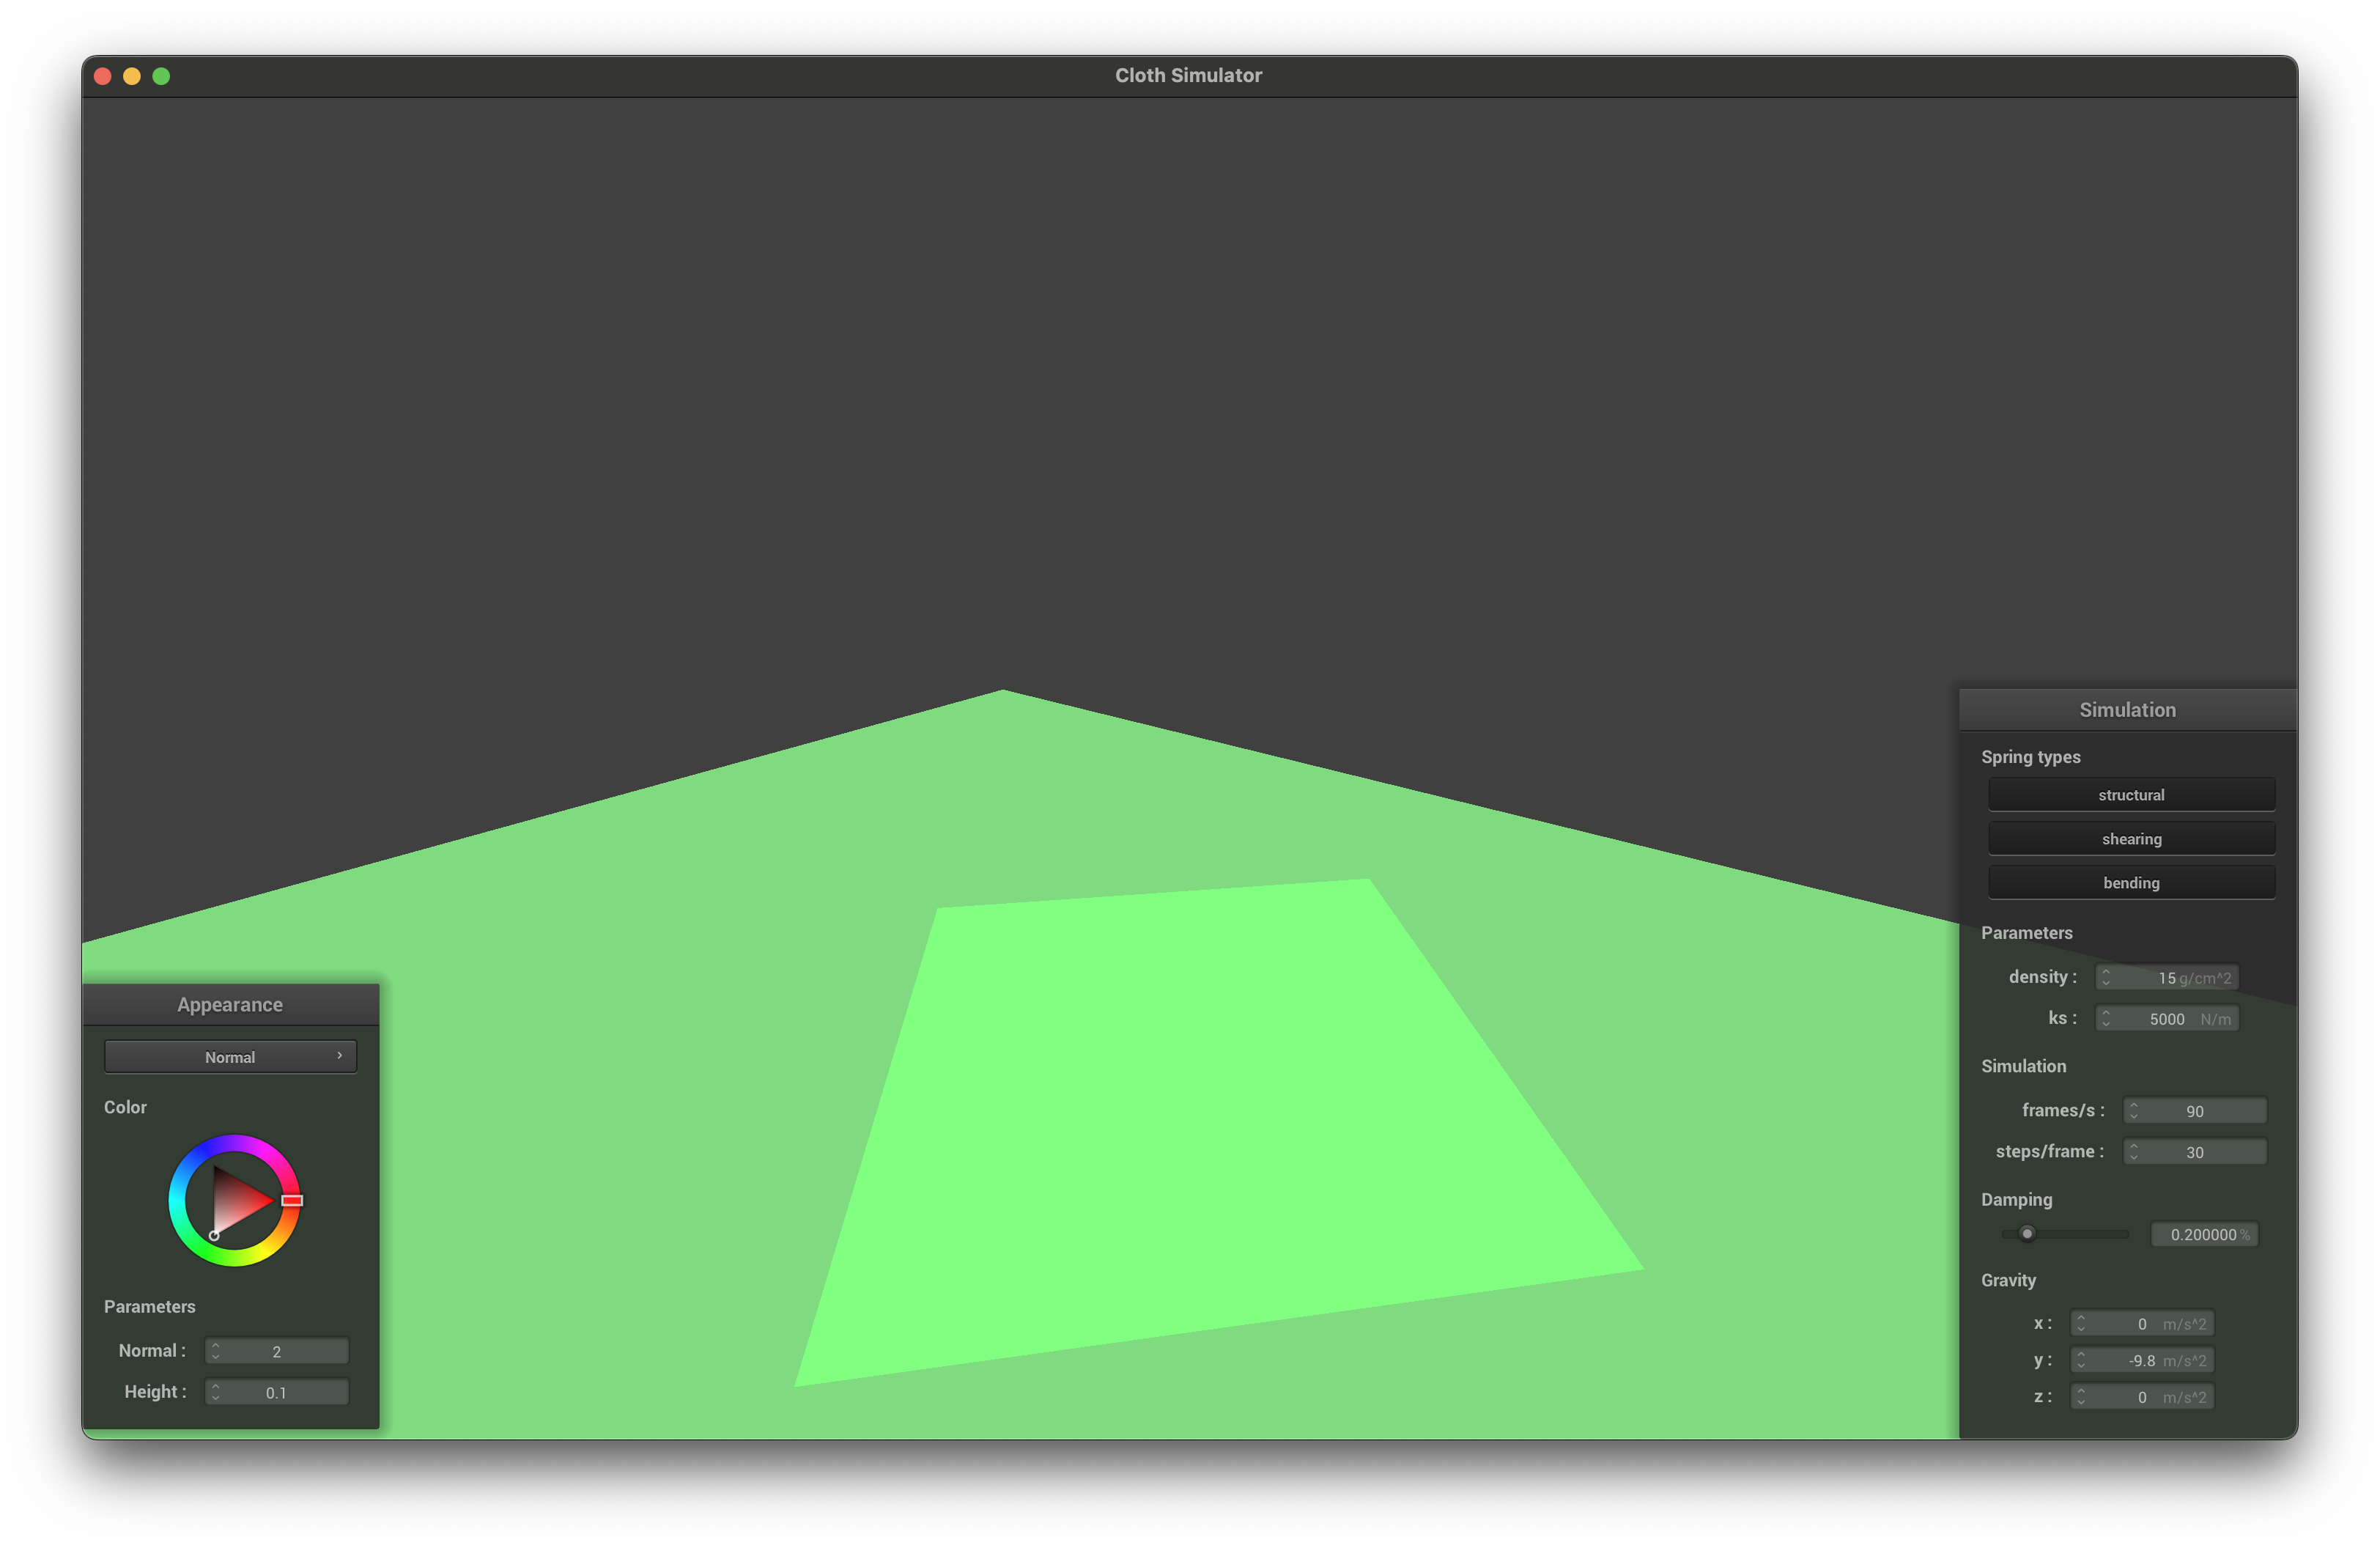 Cloth Simulator
Simulation
Spring types
structural
shearing
bending
Parameters
density : 15 g/cm^2
ks : 5000 N/m
Simulation
frames/s : 90
steps/frame : 30
Damping
0.200000 %
Gravity
x : 0 m/s^2
y : -9.8 m/s^2
z : 0 m/s^2
Appearance
Normal
Color
Parameters
Normal : 2
Height : 0.1